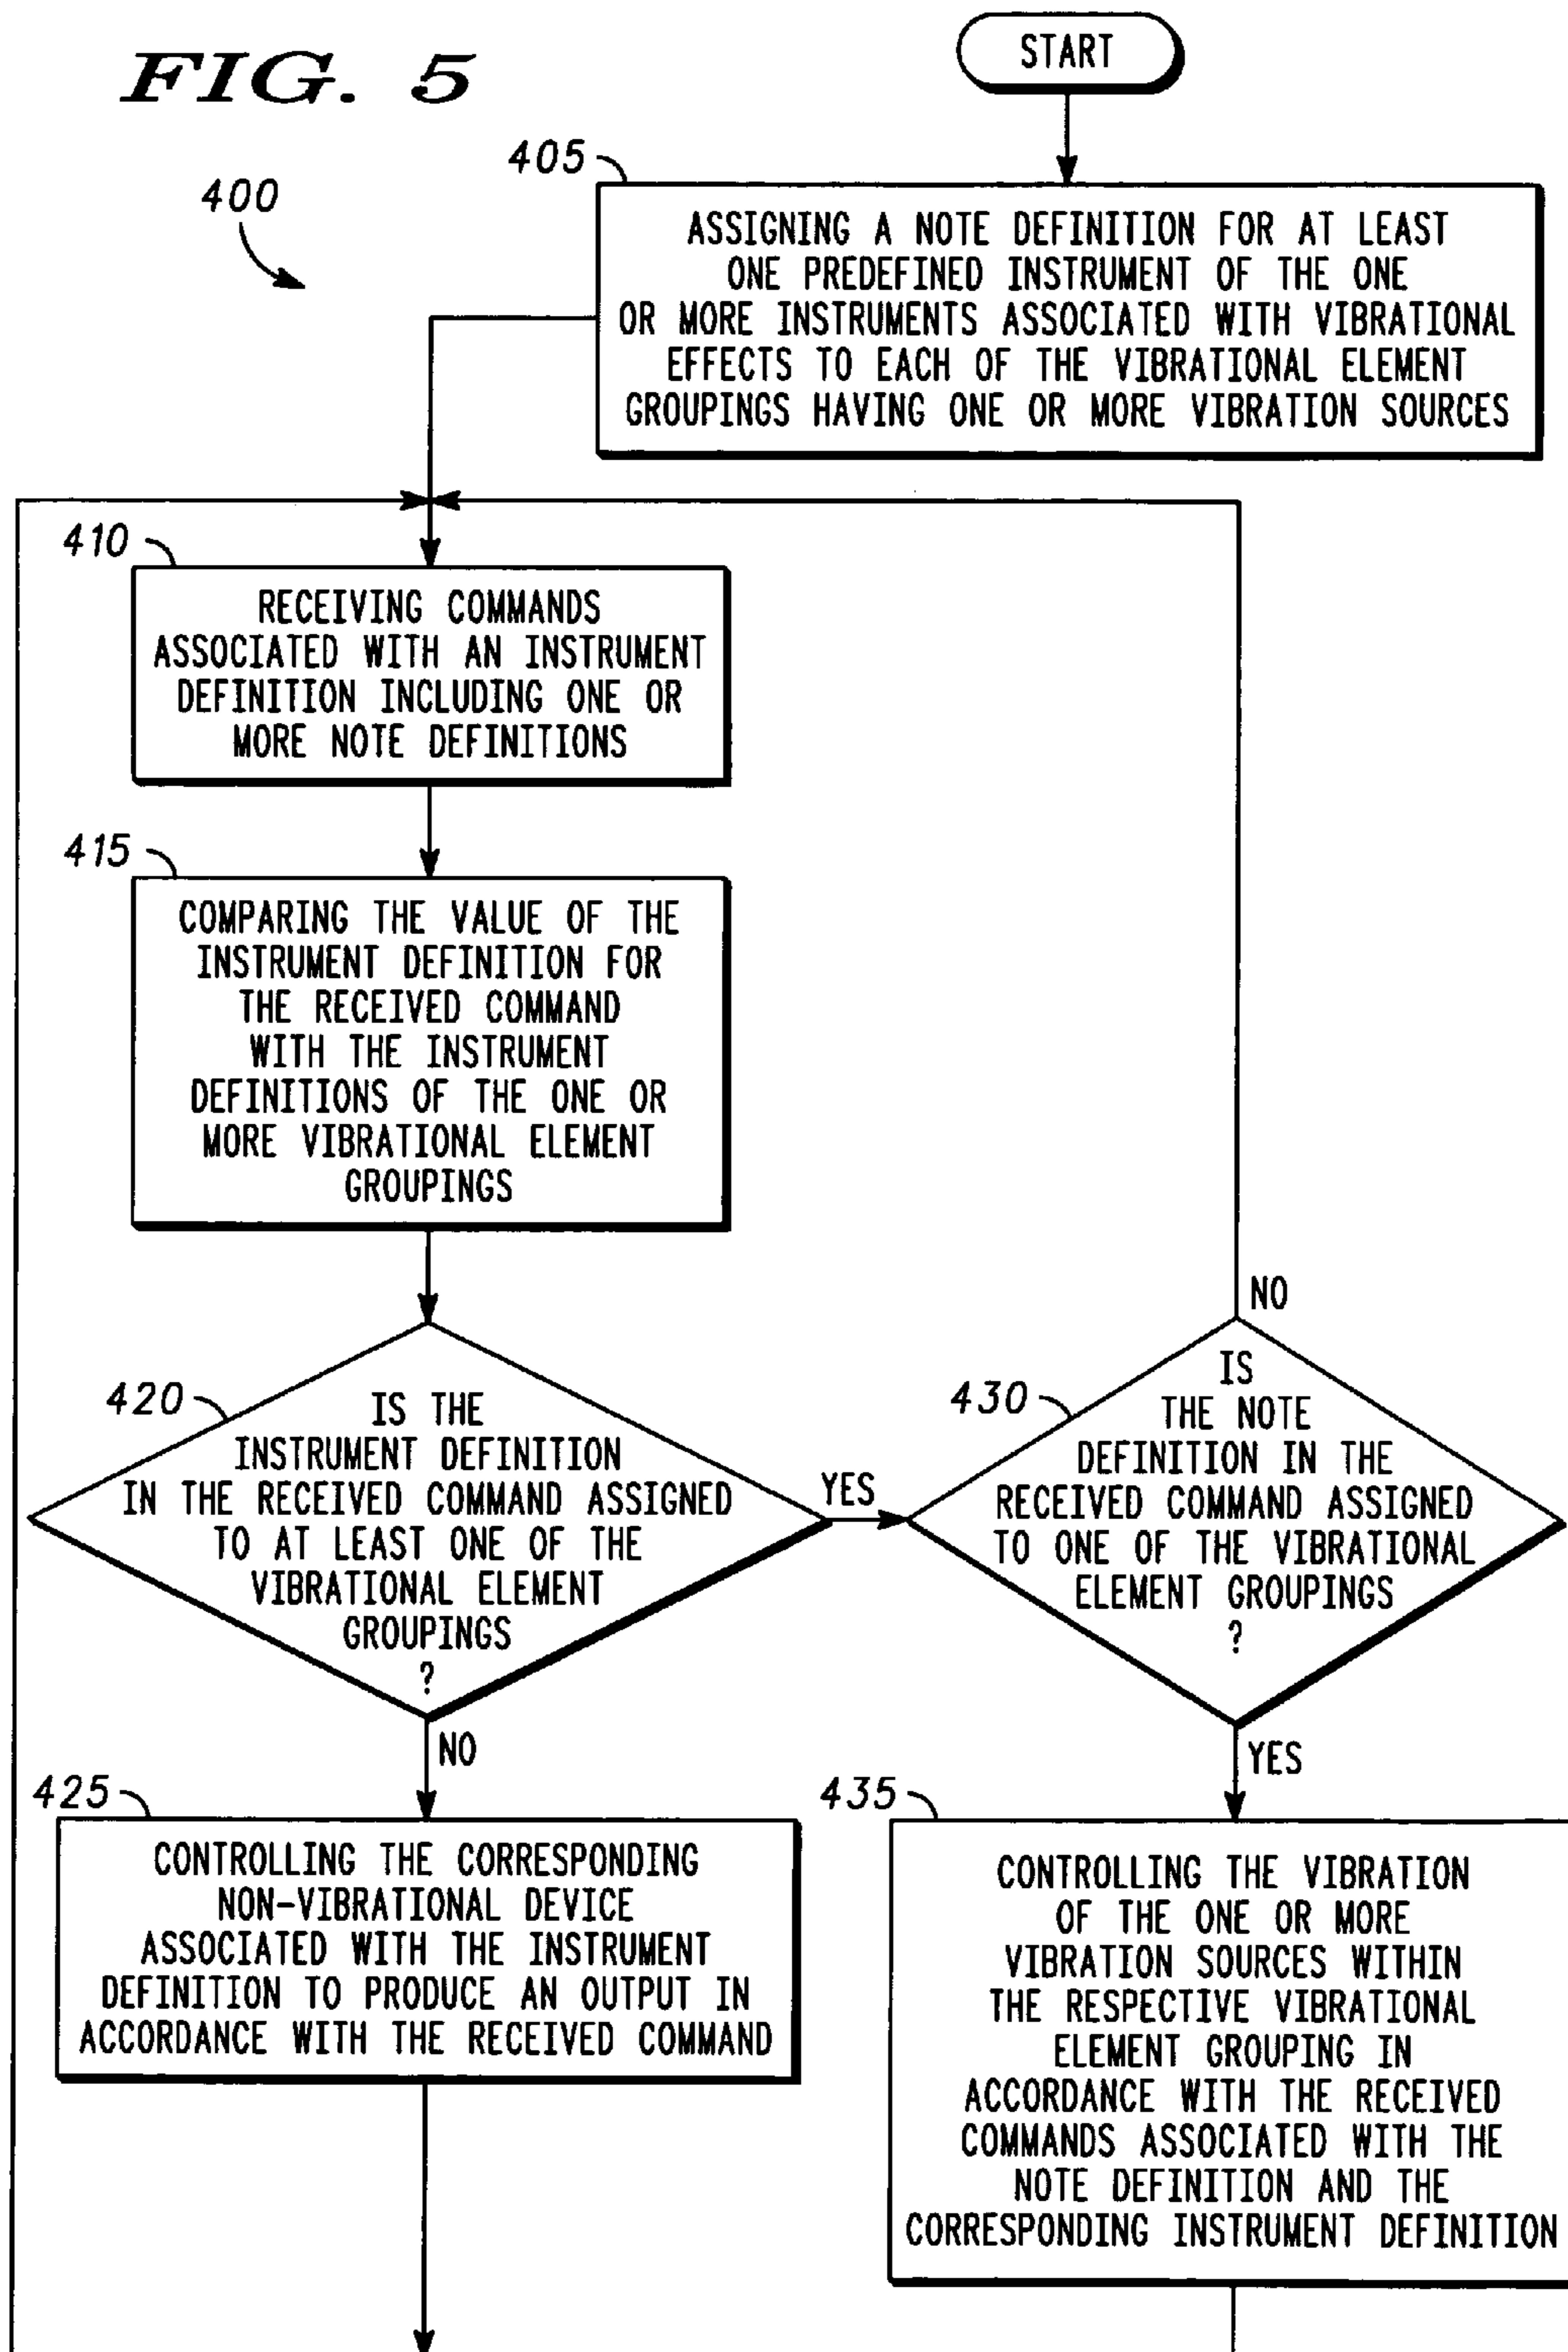 FIG. 5
START
405
400
ASSIGNING A NOTE DEFINITION FOR AT LEAST
ONE PREDEFINED INSTRUMENT OF THE ONE
OR MORE INSTRUMENTS ASSOCIATED WITH VIBRATIONAL
EFFECTS TO EACH OF THE VIBRATIONAL ELEMENT
GROUPINGS HAVING ONE OR MORE VIBRATION SOURCES
410
RECEIVING COMMANDS
ASSOCIATED WITH AN INSTRUMENT
DEFINITION INCLUDING ONE OR
MORE NOTE DEFINITIONS
415
COMPARING THE VALUE OF THE
INSTRUMENT DEFINITION FOR
THE RECEIVED COMMAND
WITH THE INSTRUMENT
DEFINITIONS OF THE ONE OR
MORE VIBRATIONAL ELEMENT
GROUPINGS
420
IS THE
INSTRUMENT DEFINITION
IN THE RECEIVED COMMAND ASSIGNED
TO AT LEAST ONE OF THE
VIBRATIONAL ELEMENT
GROUPINGS
?
YES
NO
430
IS
THE NOTE
DEFINITION IN THE
RECEIVED COMMAND ASSIGNED
TO ONE OF THE VIBRATIONAL
ELEMENT GROUPINGS
?
NO
YES
425
CONTROLLING THE CORRESPONDING
NON-VIBRATIONAL DEVICE
ASSOCIATED WITH THE INSTRUMENT
DEFINITION TO PRODUCE AN OUTPUT IN
ACCORDANCE WITH THE RECEIVED COMMAND
435
CONTROLLING THE VIBRATION
OF THE ONE OR MORE
VIBRATION SOURCES WITHIN
THE RESPECTIVE VIBRATIONAL
ELEMENT GROUPING IN
ACCORDANCE WITH THE RECEIVED
COMMANDS ASSOCIATED WITH THE
NOTE DEFINITION AND THE
CORRESPONDING INSTRUMENT DEFINITION